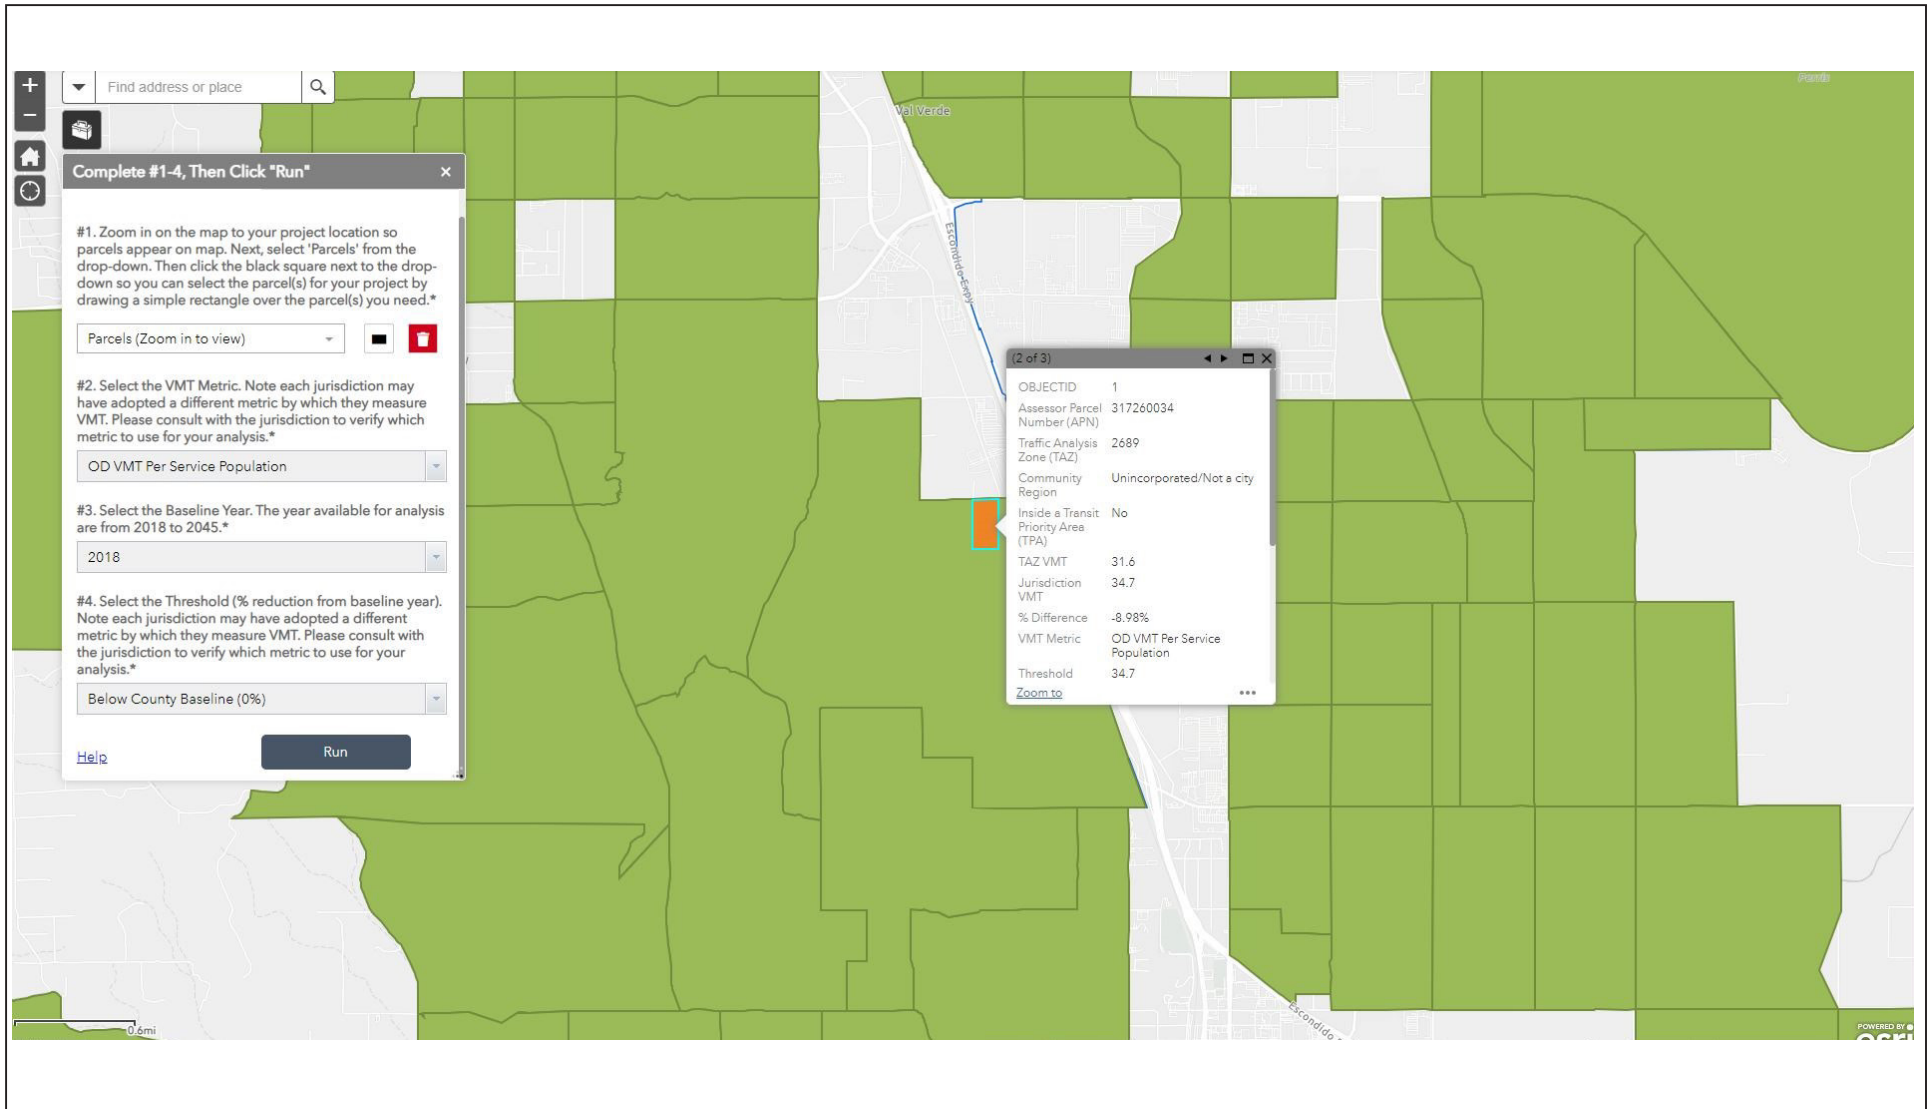 +
Find address or place
−
Complete #1-4, Then Click "Run"
×
#1. Zoom in on the map to your project location so
parcels appear on map. Next, select 'Parcels' from the
drop-down. Then click the black square next to the drop-
down so you can select the parcel(s) for your project by
drawing a simple rectangle over the parcel(s) you need.*
Parcels (Zoom in to view)
#2. Select the VMT Metric. Note each jurisdiction may
have adopted a different metric by which they measure
VMT. Please consult with the jurisdiction to verify which
metric to use for your analysis.*
OD VMT Per Service Population
#3. Select the Baseline Year. The year available for analysis
are from 2018 to 2045.*
2018
#4. Select the Threshold (% reduction from baseline year).
Note each jurisdiction may have adopted a different
metric by which they measure VMT. Please consult with
the jurisdiction to verify which metric to use for your
analysis.*
Below County Baseline (0%)
Help
Run
Val Verde
Perris
Escondido Expy
(2 of 3)
OBJECTID 1
Assessor Parcel 317260034
Number (APN)
Traffic Analysis 2689
Zone (TAZ)
Community Unincorporated/Not a city
Region
Inside a Transit No
Priority Area
(TPA)
TAZ VMT 31.6
Jurisdiction 34.7
VMT
% Difference -8.98%
VMT Metric OD VMT Per Service
Population
Threshold 34.7
Zoom to
•••
Escondido
0.6mi
POWERED BY
esri